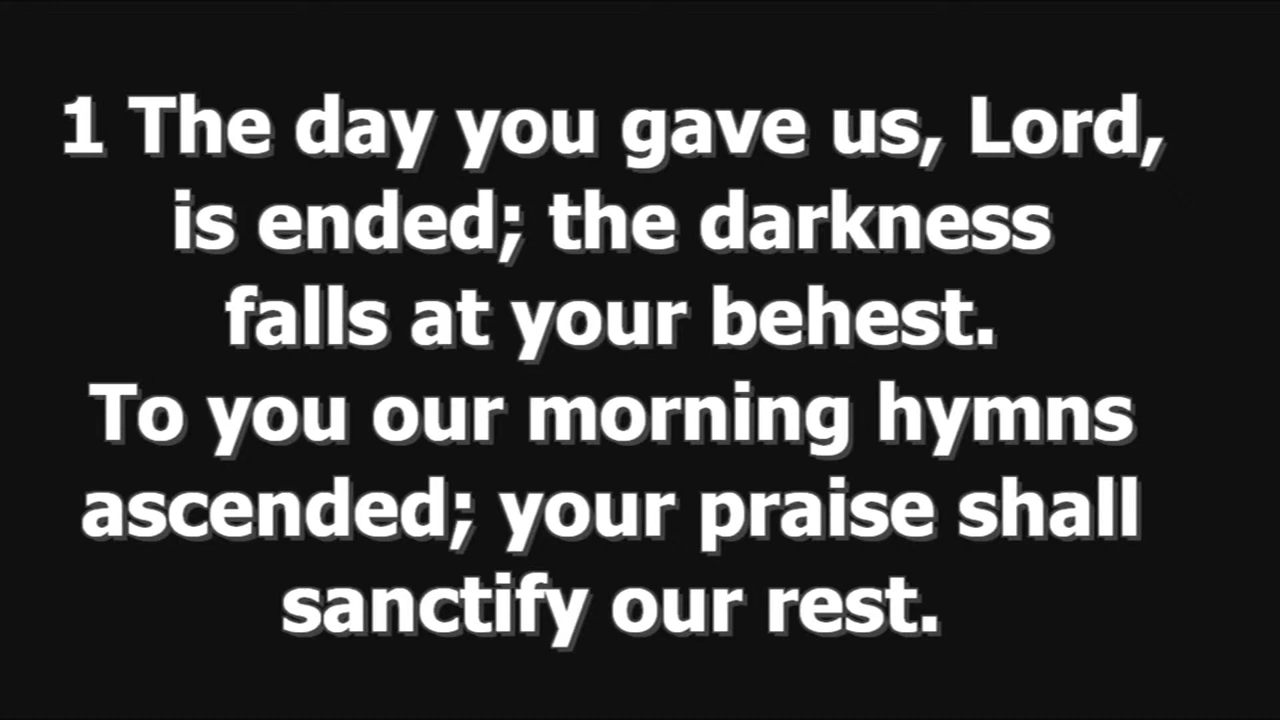 1 The day you gave us, Lord,
is ended; the darkness
falls at your behest.
To you our morning hymns
ascended; your praise shall
sanctify our rest.